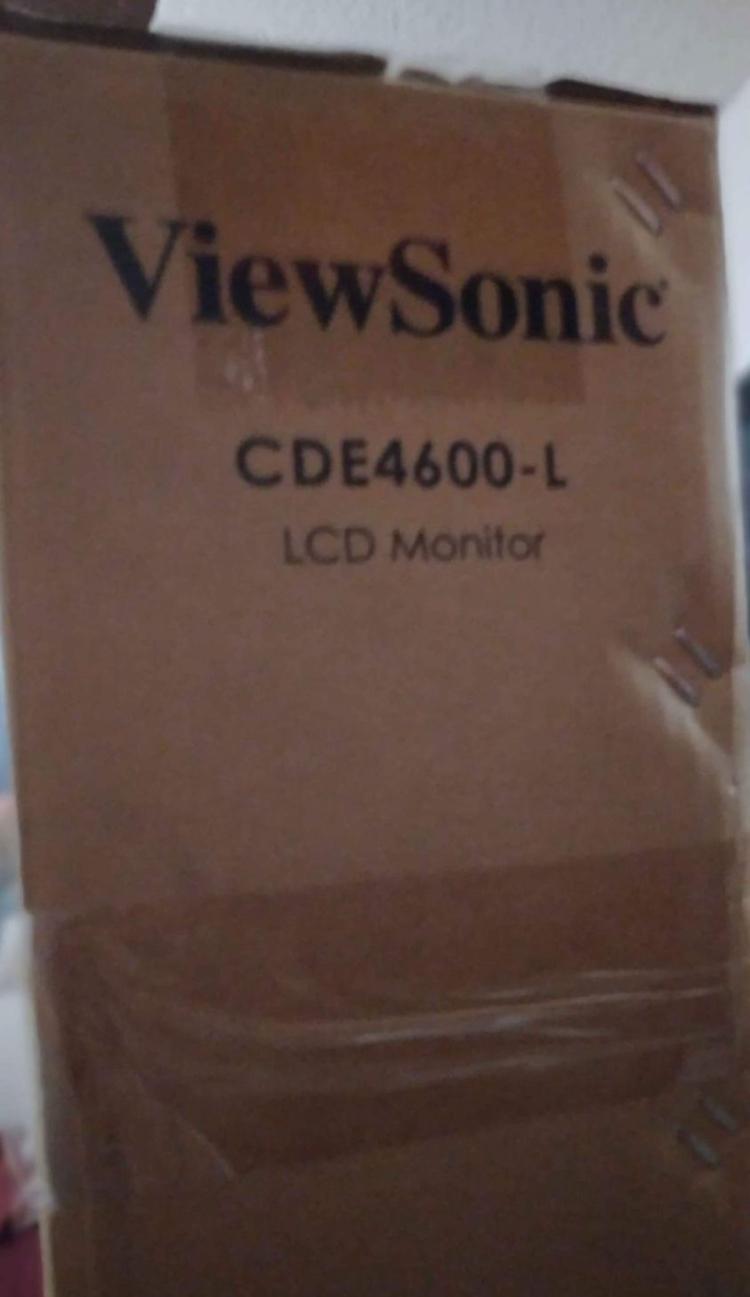 ViewSonic
CDE4600-L
LCD Monitor